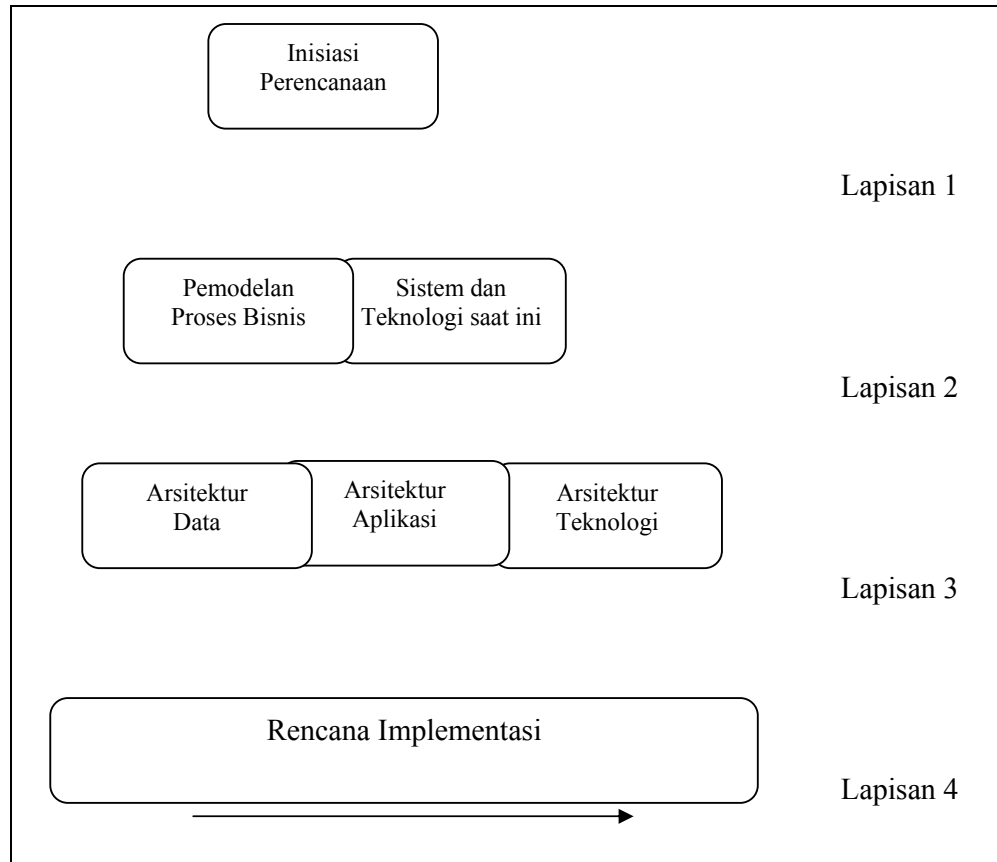 Inisiasi
Perencanaan
Lapisan 1
Pemodelan
Proses Bisnis
Sistem dan
Teknologi saat ini
Lapisan 2
Arsitektur
Data
Arsitektur
Aplikasi
Arsitektur
Teknologi
Lapisan 3
Rencana Implementasi
Lapisan 4